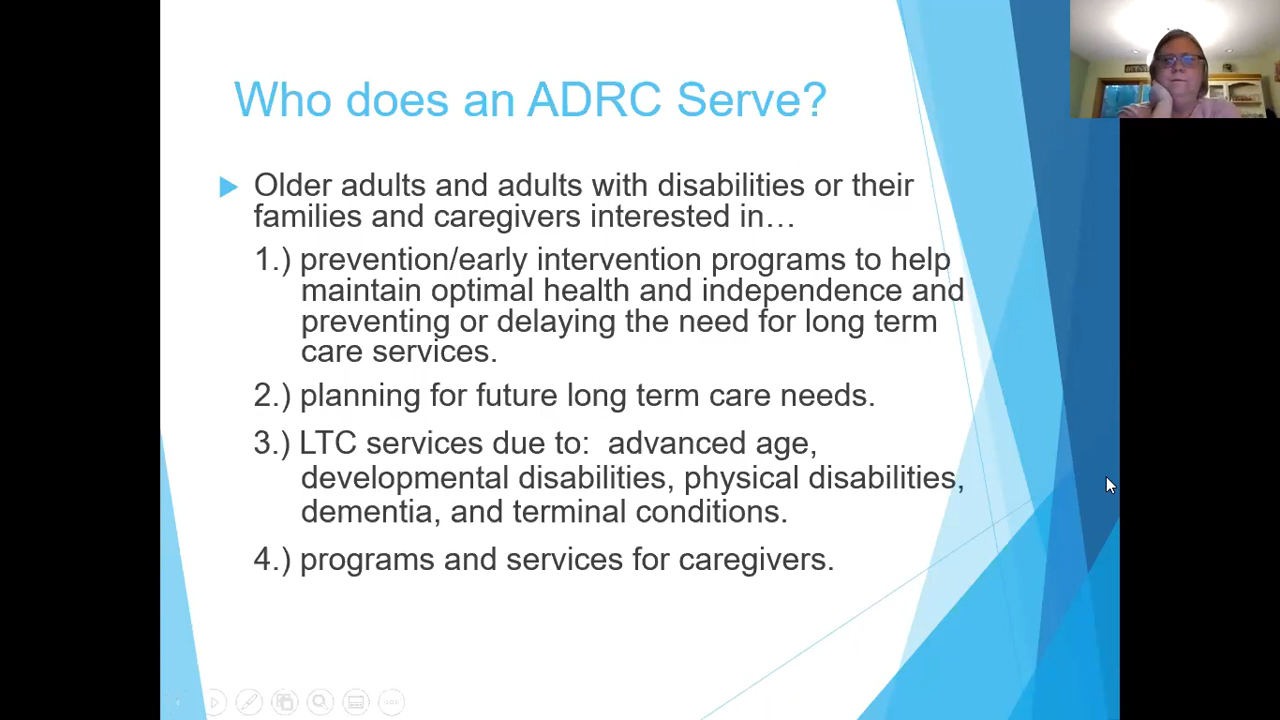 Who does an ADRC Serve?
Older adults and adults with disabilities or their
families and caregivers interested in…
1.) prevention/early intervention programs to help
maintain optimal health and independence and
preventing or delaying the need for long term
care services.
2.) planning for future long term care needs.
3.) LTC services due to:  advanced age,
developmental disabilities, physical disabilities,
dementia, and terminal conditions.
4.) programs and services for caregivers.